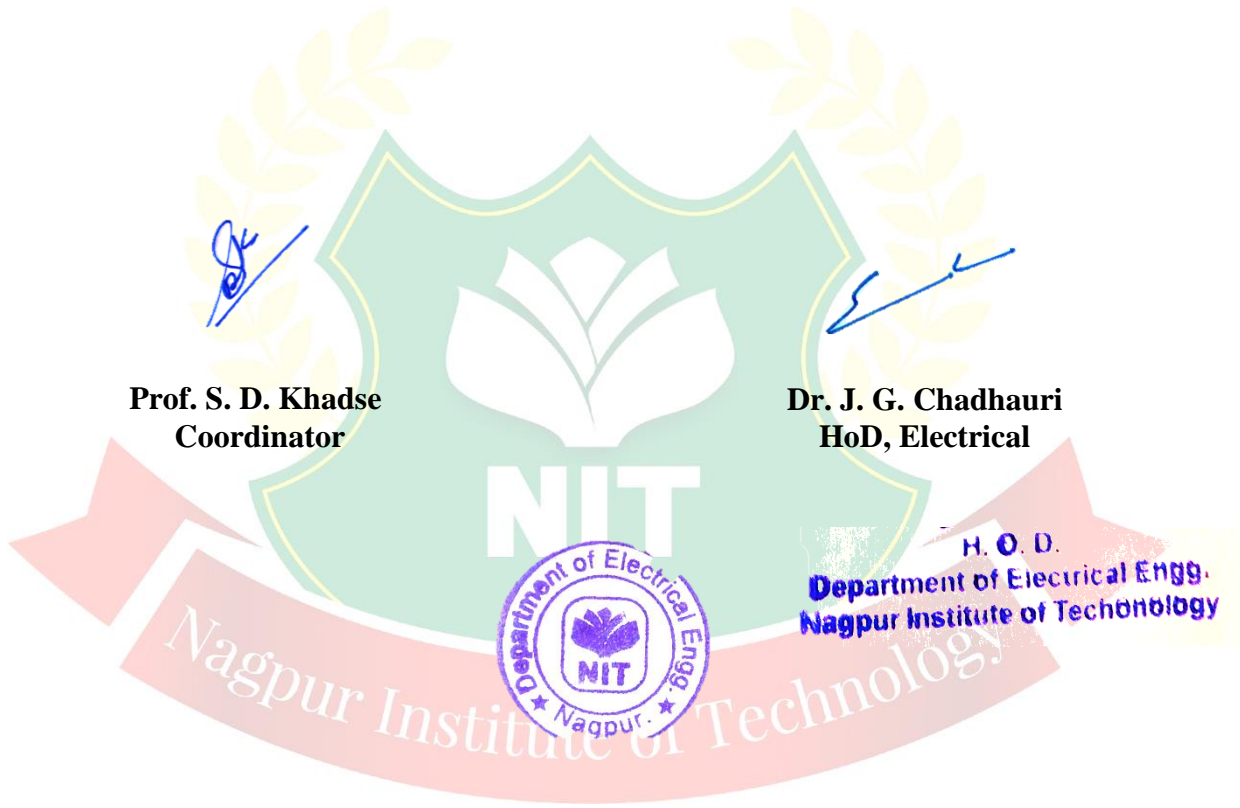 Prof. S. D. Khadse
Coordinator
Dr. J. G. Chadhauri
HoD, Electrical
NIT
H. O. D.
Department of Electrical Engg.
Nagpur Institute of Techonology
Department of Electrical Engg.
NIT
★ Nagpur. ★
Nagpur Institute of Technology